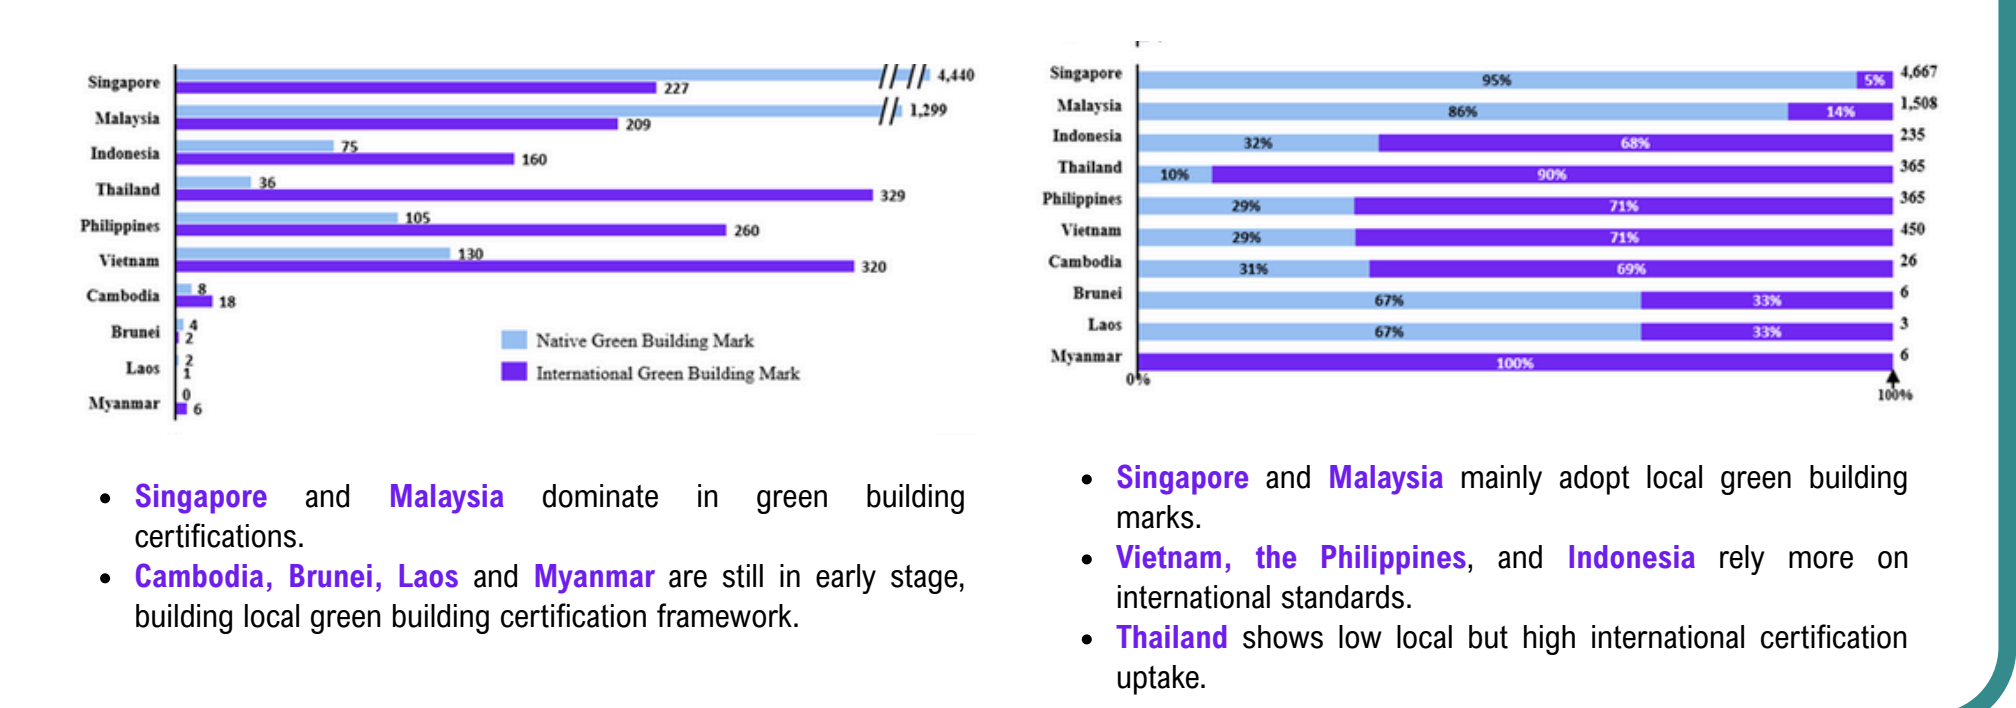 Singapore
4,440
227
Malaysia
1,299
209
Indonesia
75
160
Thailand
36
329
Philippines
105
260
Vietnam
130
320
Cambodia
8
18
Brunei
4
2
Laos
2
1
Myanmar
0
6
Native Green Building Mark
International Green Building Mark
Singapore and Malaysia dominate in green building
certifications.
Cambodia, Brunei, Laos and Myanmar are still in early stage,
building local green building certification framework.
Singapore 95% 5% 4,667
Malaysia 86% 14% 1,508
Indonesia 32% 68% 235
Thailand 10% 90% 365
Philippines 29% 71% 365
Vietnam 29% 71% 450
Cambodia 31% 69% 26
Brunei 67% 33% 6
Laos 67% 33% 3
Myanmar 100% 6
0%
100%
Singapore and Malaysia mainly adopt local green building
marks.
Vietnam, the Philippines, and Indonesia rely more on
international standards.
Thailand shows low local but high international certification
uptake.